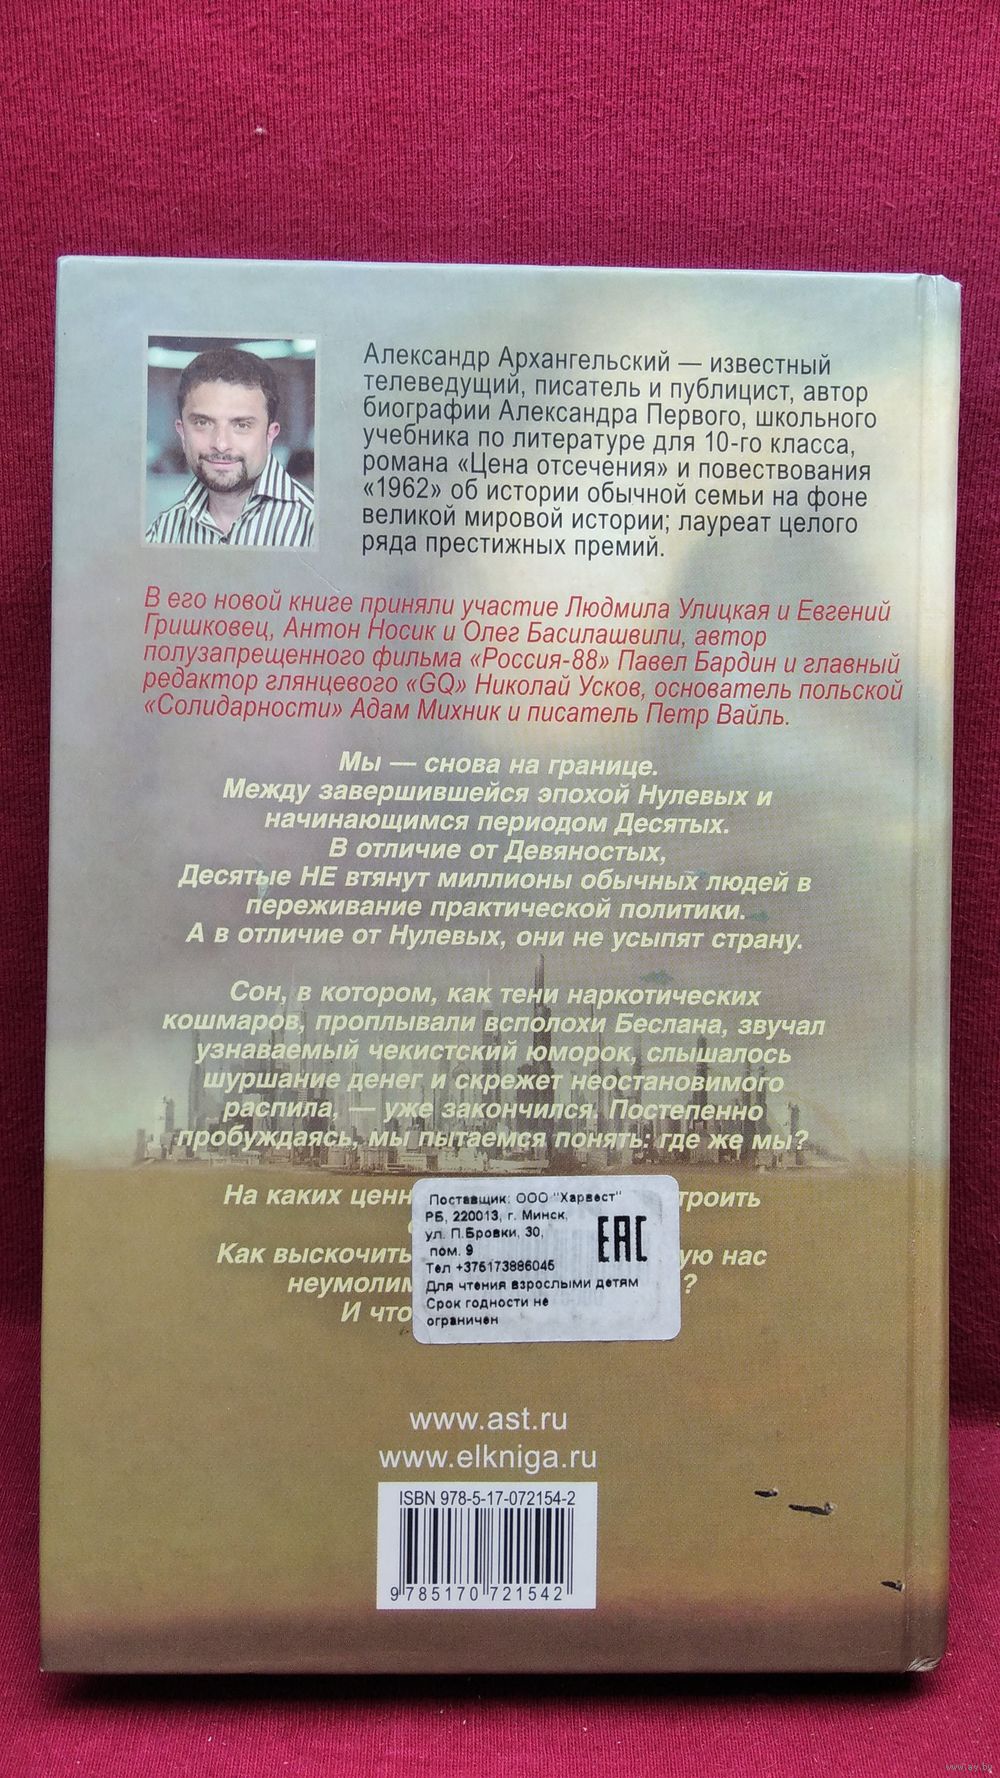 Александр Архангельский — известный
телеведущий, писатель и публицист, автор
биографии Александра Первого, школьного
учебника по литературе для 10-го класса,
романа «Цена отсечения» и повествования
«1962» об истории обычной семьи на фоне
великой мировой истории; лауреат целого
ряда престижных премий.
В его новой книге приняли участие Людмила Улицкая и Евгений
Гришковец, Антон Носик и Олег Басилашвили, автор
полузапрещенного фильма «Россия-88» Павел Бардин и главный
редактор глянцевого «GQ» Николай Усков, основатель польской
«Солидарности» Адам Михник и писатель Петр Вайль.
Мы — снова на границе.
Между завершившейся эпохой Нулевых и
начинающимся периодом Десятых.
В отличие от Девяностых,
Десятые НЕ втянут миллионы обычных людей в
переживание практической политики.
А в отличие от Нулевых, они не усыпят страну.
Сон, в котором, как тени наркотических
кошмаров, проплывали всполохи Беслана, звучал
узнаваемый чекистский юморок, слышалось
шуршание денег и скрежет неостановимого
распила, — уже закончился. Постепенно
пробуждаясь, мы пытаемся понять: где же мы?
На каких
Как выскочить нас
И что
Поставщик: ООО "Харвест"
РБ, 220013, г. Минск,
ул. П.Бровки, 30,
пом. 9
Тел +375173886045
Для чтения взрослыми детям
Срок годности не
ограничен
EAC
www.ast.ru
www.elkniga.ru
ISBN 978-5-17-072154-2
9 785170 721542
www.ay.by